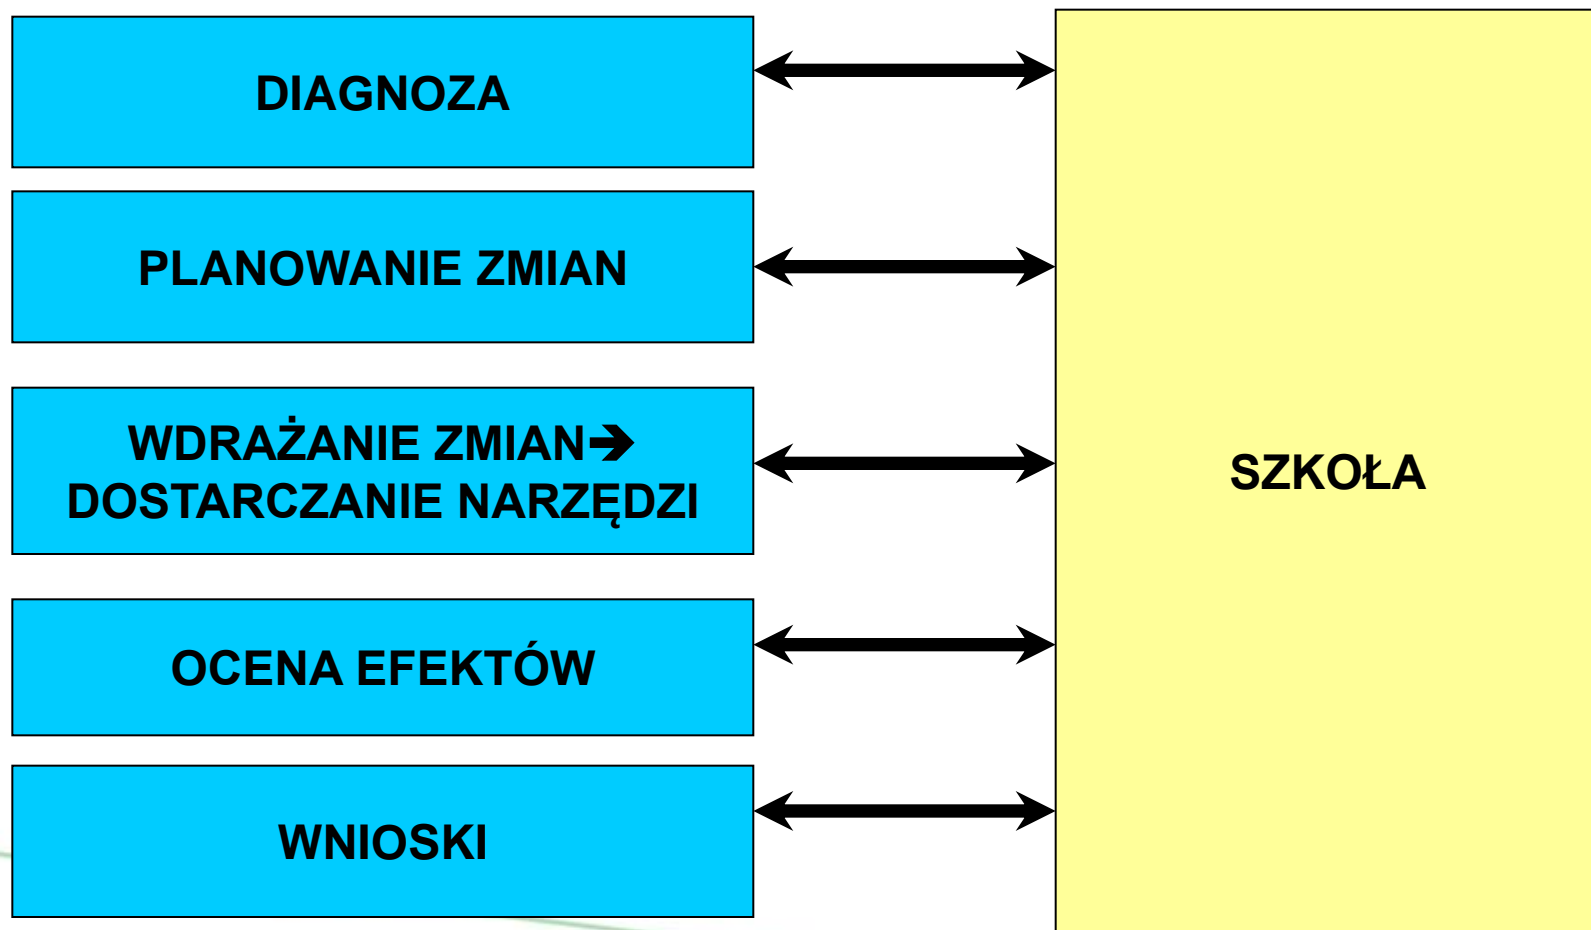 DIAGNOZA
PLANOWANIE ZMIAN
WDRAŻANIE ZMIAN➔
DOSTARCZANIE NARZĘDZI
OCENA EFEKTÓW
WNIOSKI
SZKOŁA